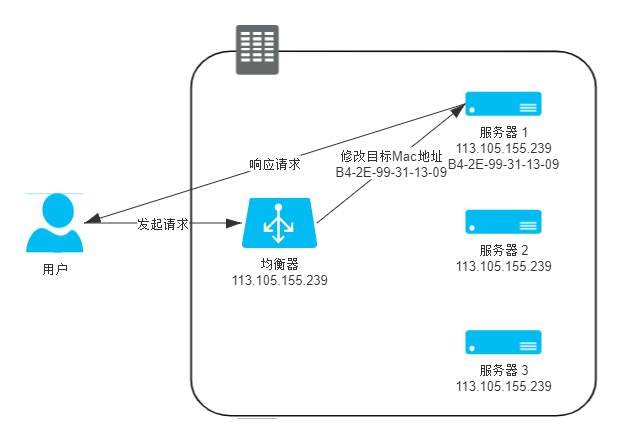 服务器 1
113.105.155.239
B4-2E-99-31-13-09
修改目标Mac地址
B4-2E-99-31-13-09
响应请求
发起请求
用户
均衡器
113.105.155.239
服务器 2
113.105.155.239
服务器 3
113.105.155.239